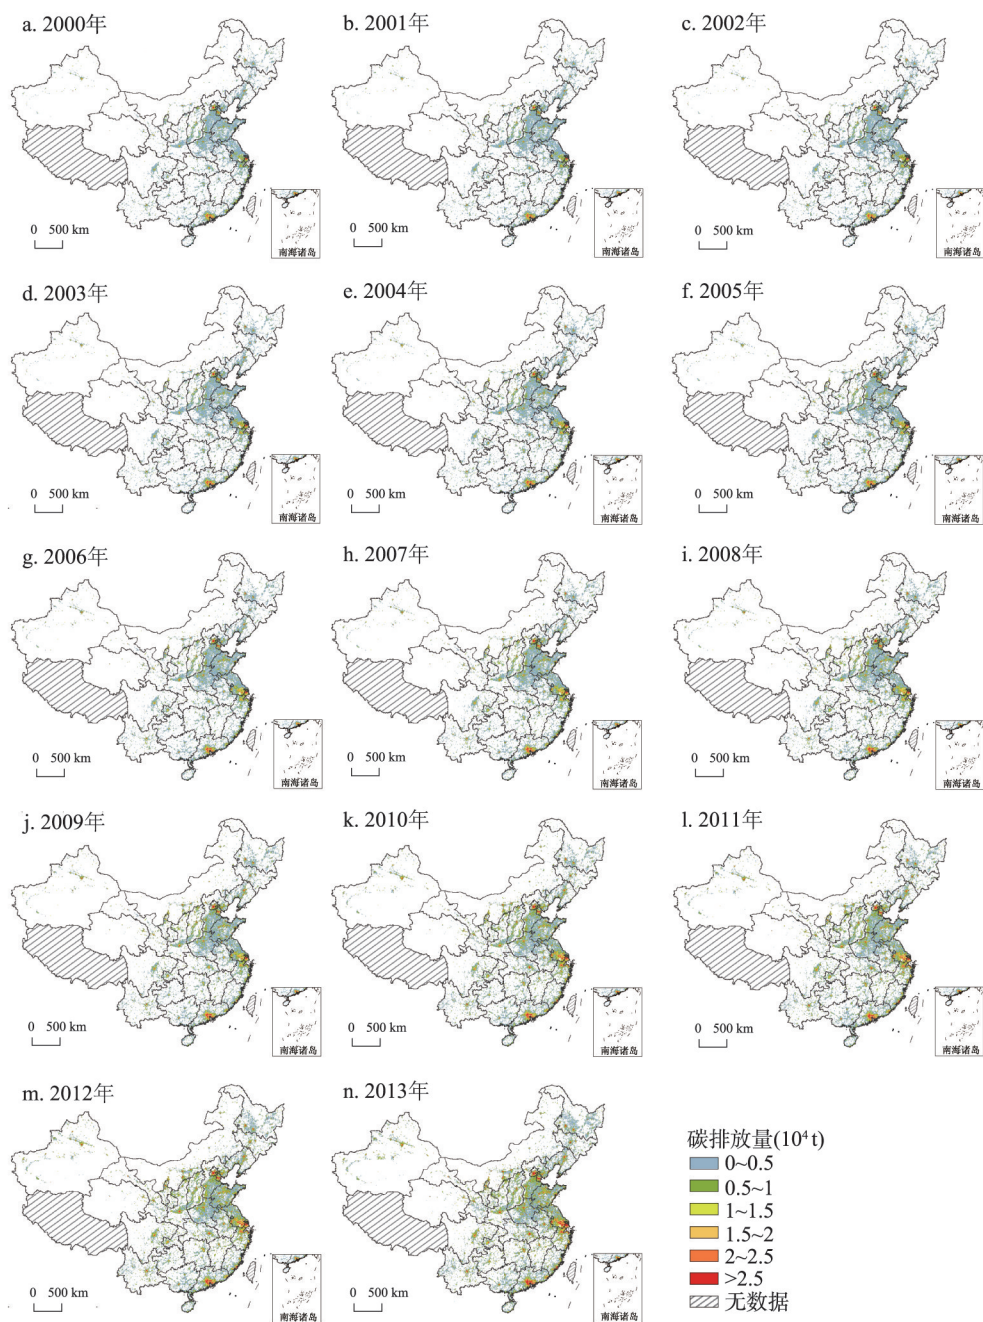 a. 2000年
b. 2001年
c. 2002年
0 500 km
南海诸岛
0 500 km
南海诸岛
0 500 km
南海诸岛
d. 2003年
e. 2004年
f. 2005年
0 500 km
南海诸岛
0 500 km
南海诸岛
0 500 km
南海诸岛
g. 2006年
h. 2007年
i. 2008年
0 500 km
南海诸岛
0 500 km
南海诸岛
0 500 km
南海诸岛
j. 2009年
k. 2010年
l. 2011年
0 500 km
南海诸岛
0 500 km
南海诸岛
0 500 km
南海诸岛
m. 2012年
n. 2013年
0 500 km
南海诸岛
0 500 km
南海诸岛
碳排放量(10⁴ t)
0~0.5
0.5~1
1~1.5
1.5~2
2~2.5
>2.5
无数据